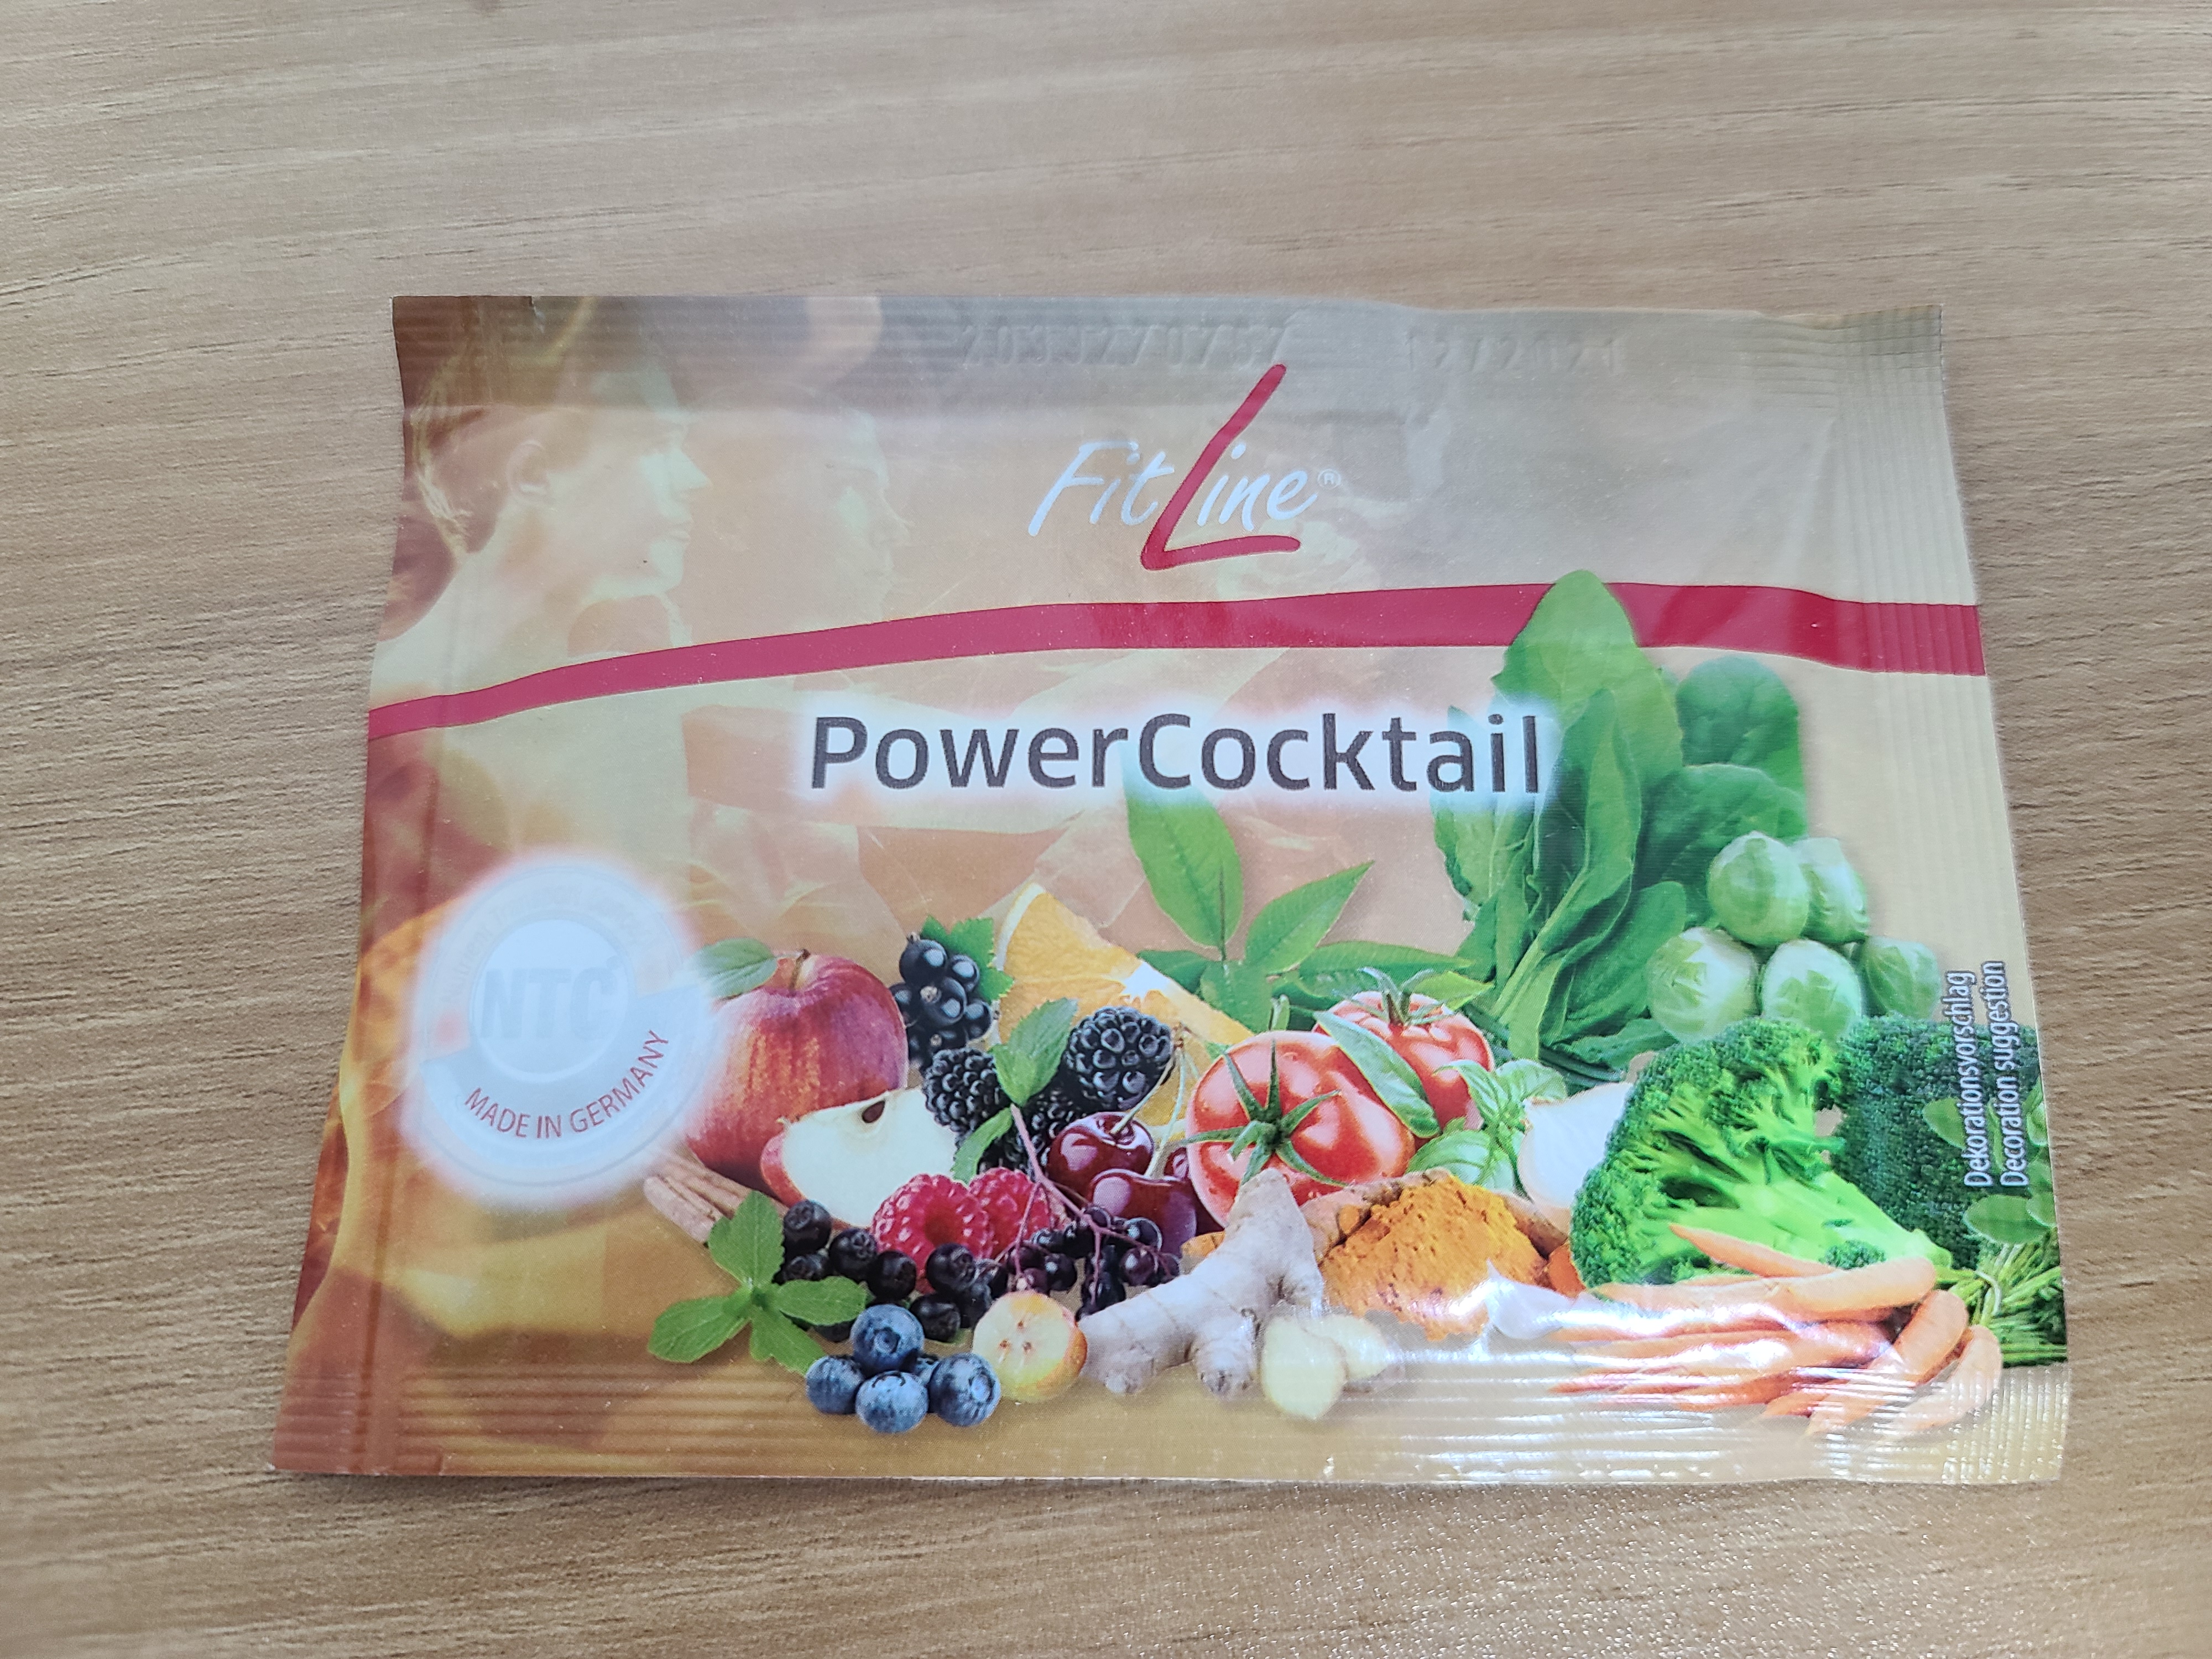 FitLine®
PowerCocktail
NTC
MADE IN GERMANY
Dekorationsvorschlag
Decoration suggestion